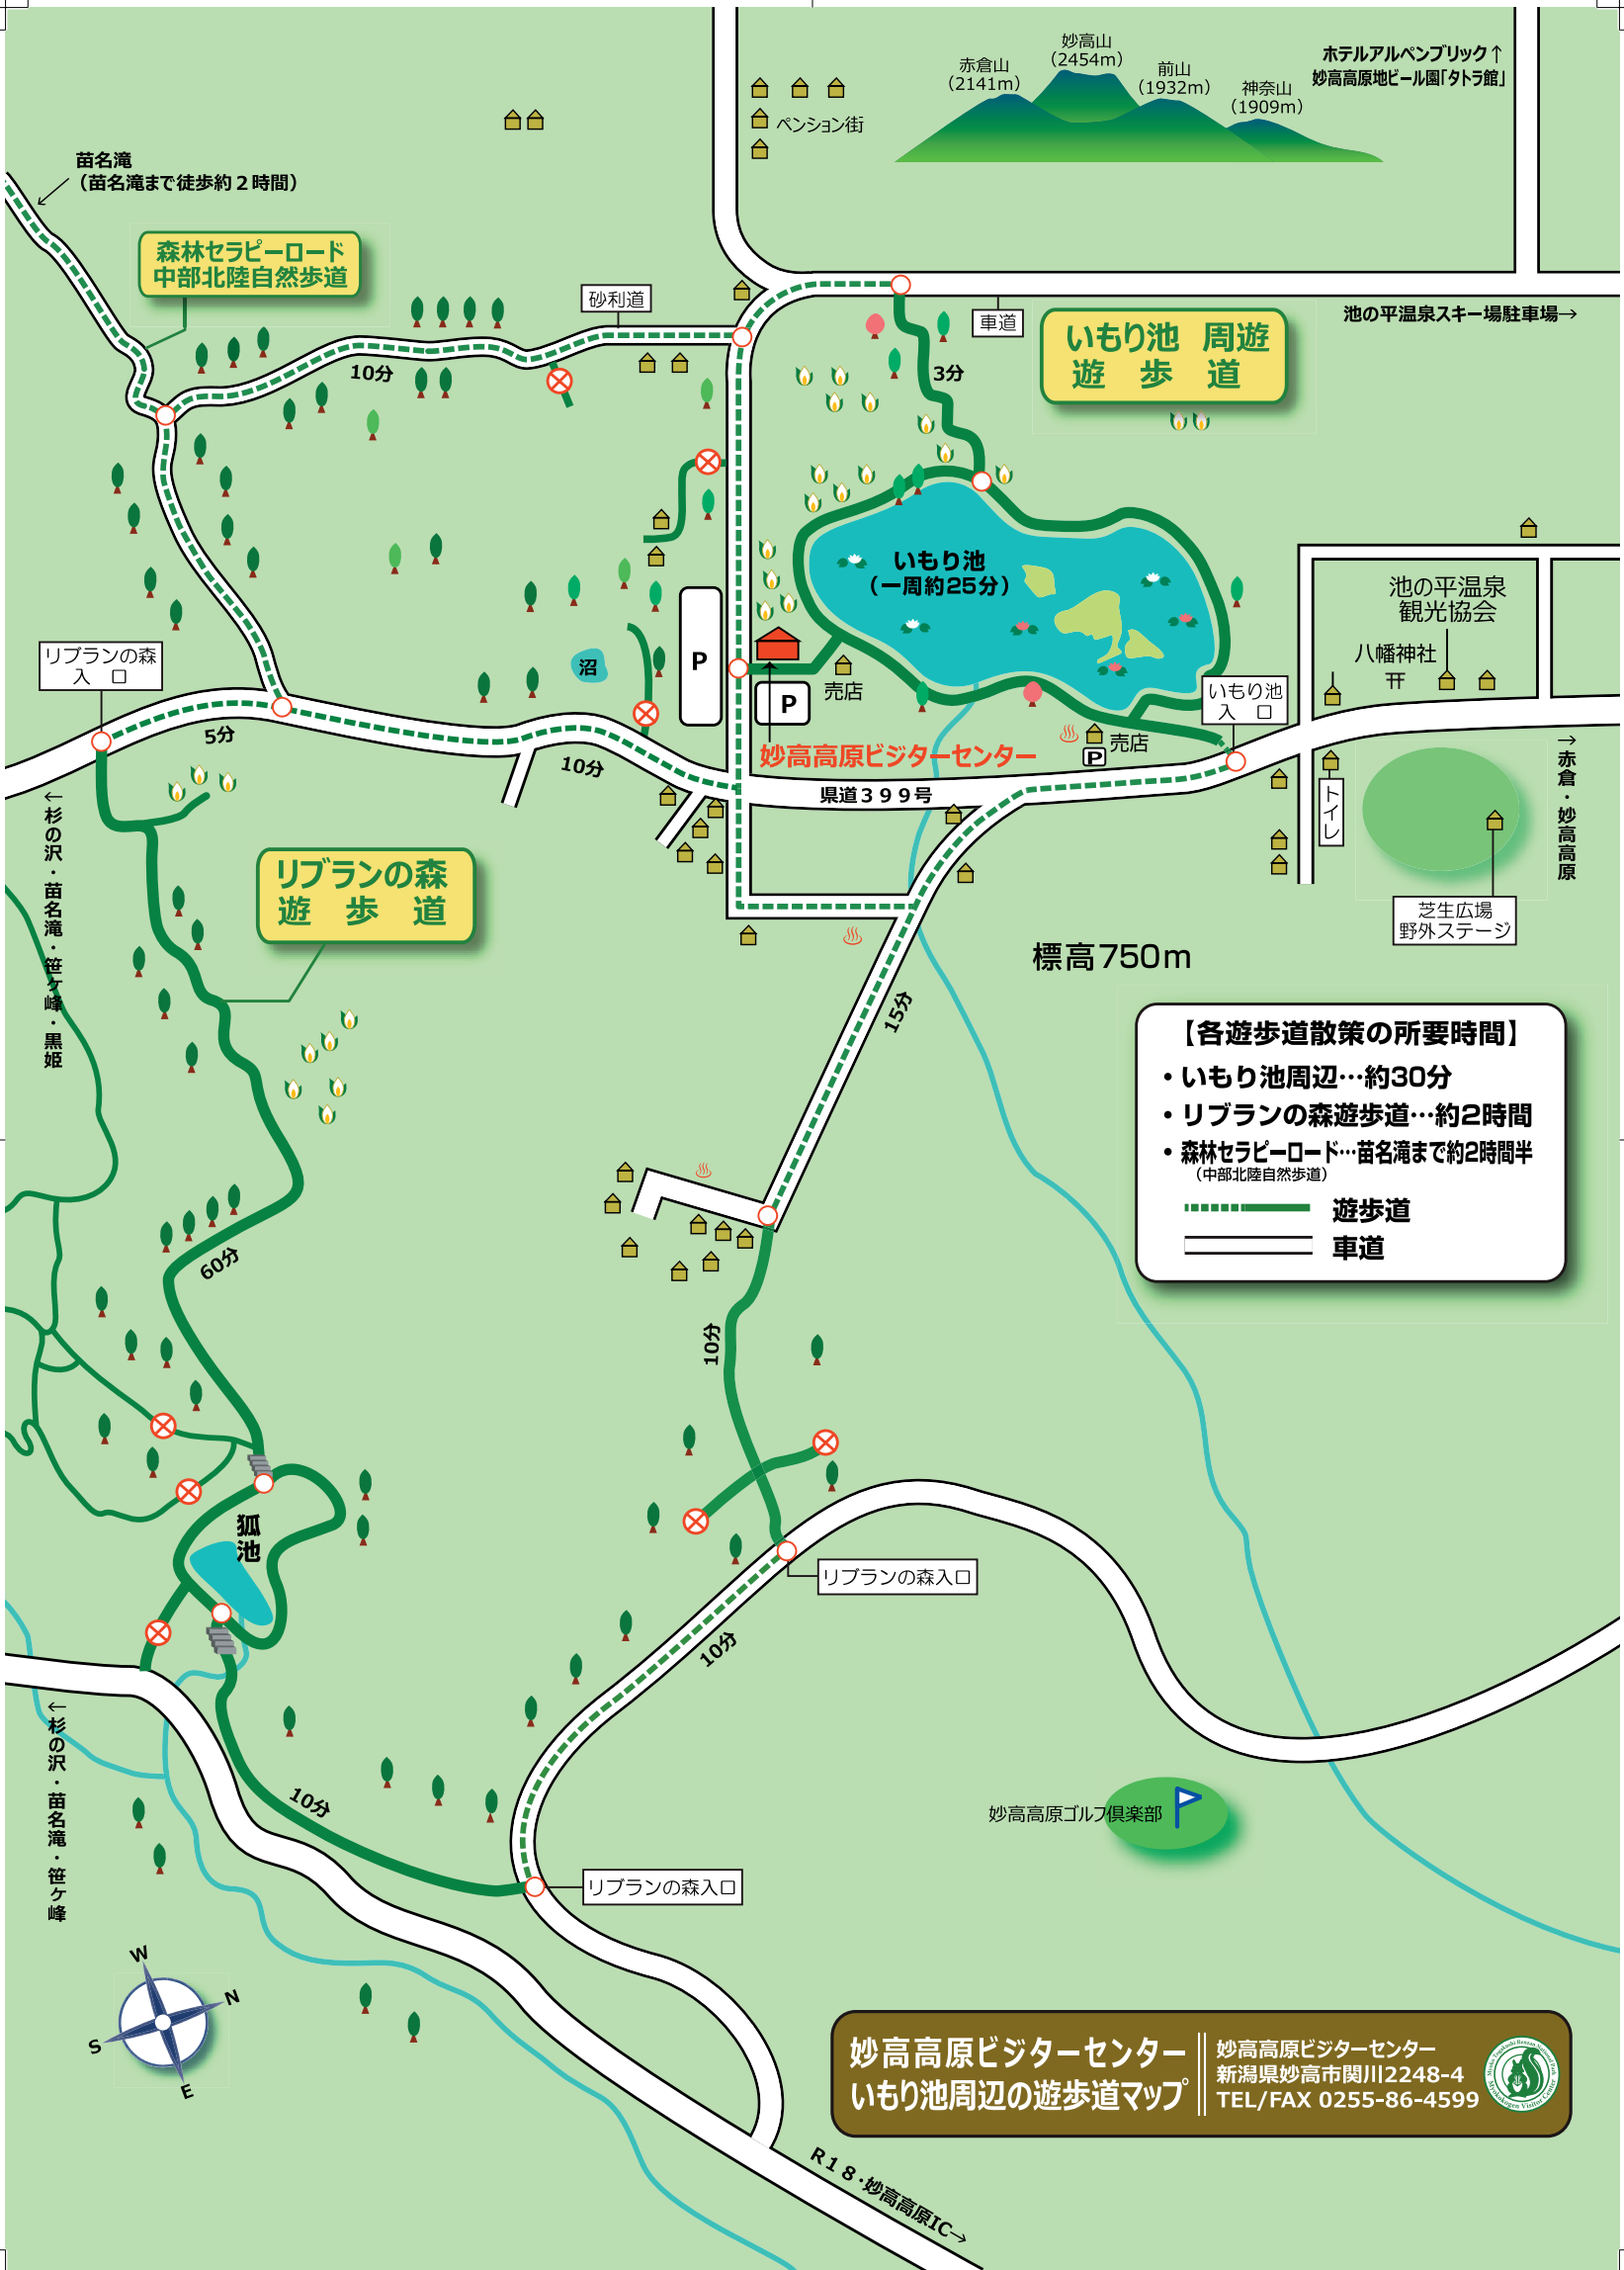 妙高山
(2454m)
赤倉山
(2141m)
前山
(1932m)
神奈山
(1909m)
ホテルアルペンブリック↑
妙高高原地ビール園「タトラ館」
ペンション街
苗名滝
(苗名滝まで徒歩約2時間)
森林セラピーロード
中部北陸自然歩道
砂利道
車道
池の平温泉スキー場駐車場→
いもり池 周遊
遊 歩 道
10分
3分
いもり池
(一周約25分)
池の平温泉
観光協会
八幡神社
リブランの森
入 口
沼
P
P
売店
いもり池
入 口
5分
10分
妙高高原ビジターセンター
売店
P
県道399号
トイレ
→赤倉・妙高高原
←杉の沢・苗名滝・笹ヶ峰・黒姫
リブランの森
遊 歩 道
芝生広場
野外ステージ
標高750m
15分
【各遊歩道散策の所要時間】
・いもり池周辺…約30分
・リブランの森遊歩道…約2時間
・森林セラピーロード…苗名滝まで約2時間半
(中部北陸自然歩道)
遊歩道
車道
60分
10分
狐池
リブランの森入口
10分
←杉の沢・苗名滝・笹ヶ峰
10分
妙高高原ゴルフ倶楽部
リブランの森入口
W
N
S
E
妙高高原ビジターセンター
いもり池周辺の遊歩道マップ
妙高高原ビジターセンター
新潟県妙高市関川2248-4
TEL/FAX 0255-86-4599
R18・妙高高原IC→